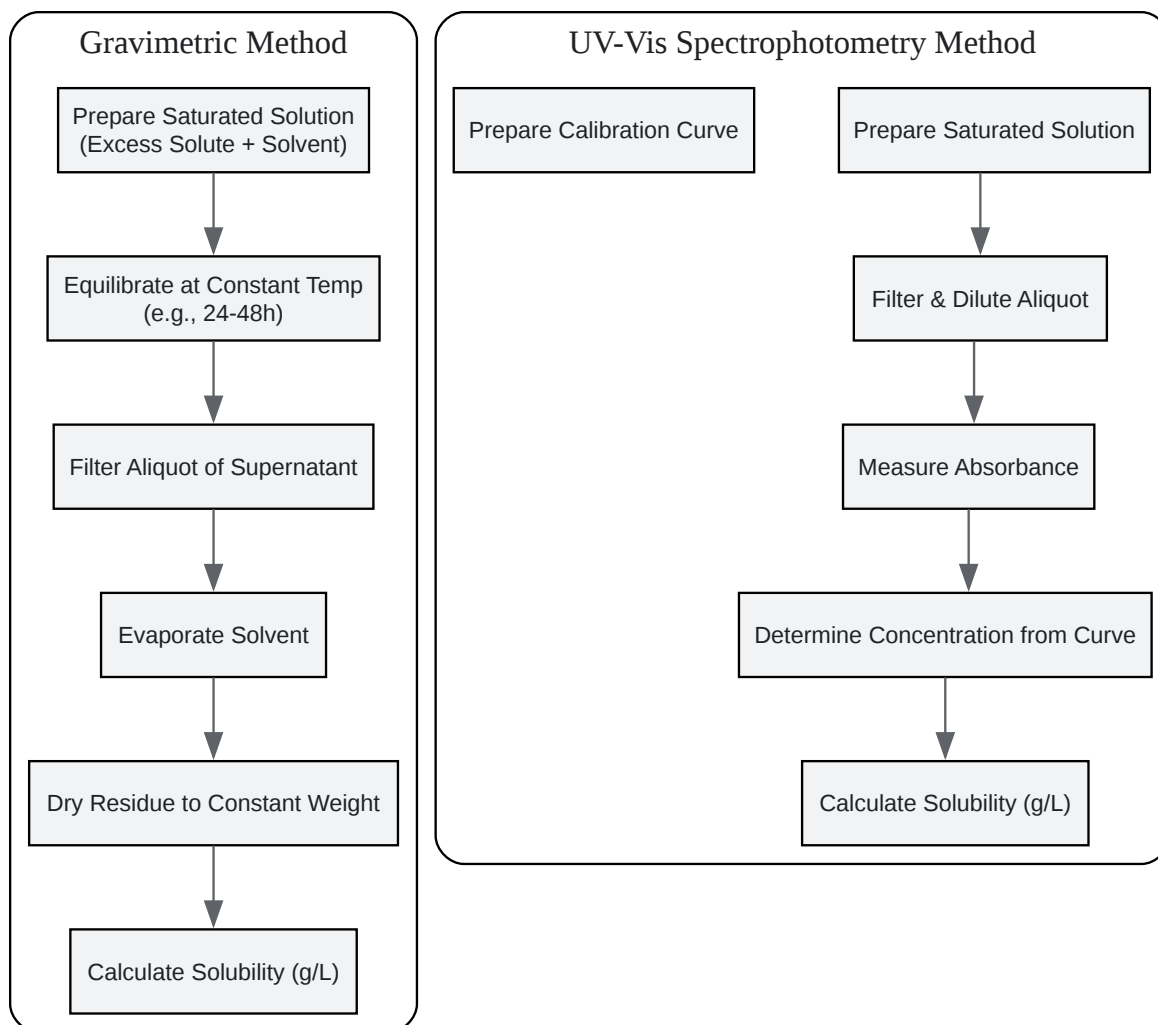 Gravimetric Method
Prepare Saturated Solution
(Excess Solute + Solvent)
Equilibrate at Constant Temp
(e.g., 24-48h)
Filter Aliquot of Supernatant
Evaporate Solvent
Dry Residue to Constant Weight
Calculate Solubility (g/L)
UV-Vis Spectrophotometry Method
Prepare Calibration Curve
Prepare Saturated Solution
Filter & Dilute Aliquot
Measure Absorbance
Determine Concentration from Curve
Calculate Solubility (g/L)